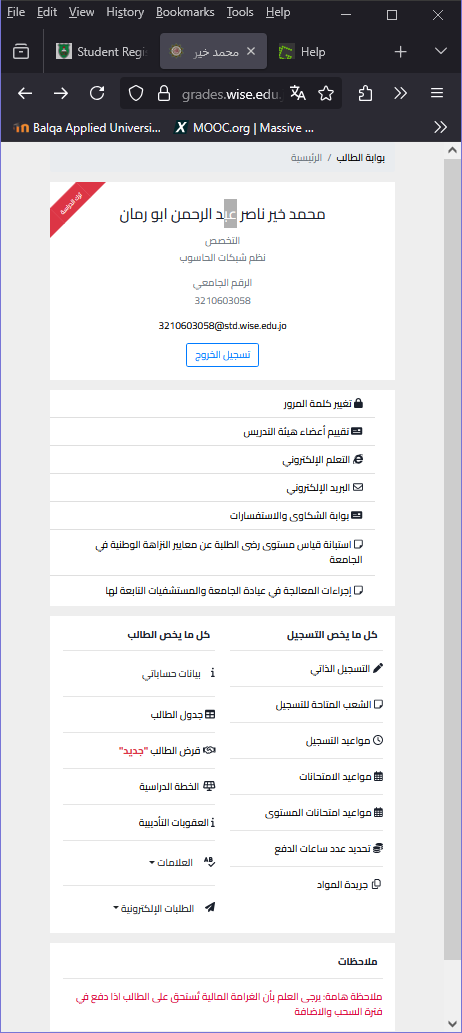 File Edit View History Bookmarks Tools Help
Student Regi
محمد خير
Help
grades.wise.edu.
Balqa Applied Universi...
MOOC.org | Massive ...
بوابة الطالب / الرئيسية
محمد خير ناصر عبد الرحمن ابو رمان
التخصص
نظم شبكات الحاسوب
الرقم الجامعي
3210603058
3210603058@std.wise.edu.jo
تسجيل الخروج
تغيير كلمة المرور
تقييم أعضاء هيئة التدريس
التعلم الإلكتروني
البريد الإلكتروني
بوابة الشكاوى والاستفسارات
استبانة قياس مستوى رضى الطلبة عن معايير النزاهة الوطنية في
الجامعة
إجراءات المعالجة في عيادة الجامعة والمستشفيات التابعة لها
كل ما يخص التسجيل
التسجيل الذاتي
الشعب المتاحة للتسجيل
مواعيد التسجيل
مواعيد الامتحانات
مواعيد امتحانات المستوى
تحديد عدد ساعات الدفع
جريدة المواد
كل ما يخص الطالب
بيانات حساباتي
جدول الطالب
قرض الطالب "جديد"
الخطة الدراسية
العقوبات التأديبية
العلامات
الطلبات الإلكترونية
ملاحظات
ملاحظة هامة: يرجى العلم بأن الغرامة المالية تُستحق على الطالب اذا دفع في
فترة السحب والاضافة